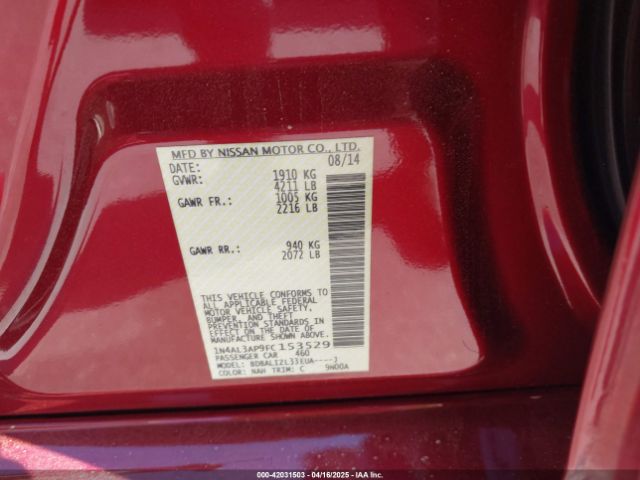 MFD BY NISSAN MOTOR CO., LTD.
DATE: 08/14
GVWR: 1910 KG
4211 LB
GAWR FR.: 1005 KG
2216 LB
GAWR RR.: 940 KG
2072 LB
THIS VEHICLE CONFORMS TO
ALL APPLICABLE FEDERAL
MOTOR VEHICLE SAFETY,
BUMPER, AND THEFT
PREVENTION STANDARDS
IN EFFECT ON THE DATE OF
MANUFACTURE SHOWN ABOVE.
1N4AL3AP9FC153529
PASSENGER CAR 460
MODEL: BDBALIZL33EUA----J
COLOR: NAH TRIM: C 9N00A
000-42031503 - 04/16/2025 - IAA Inc.